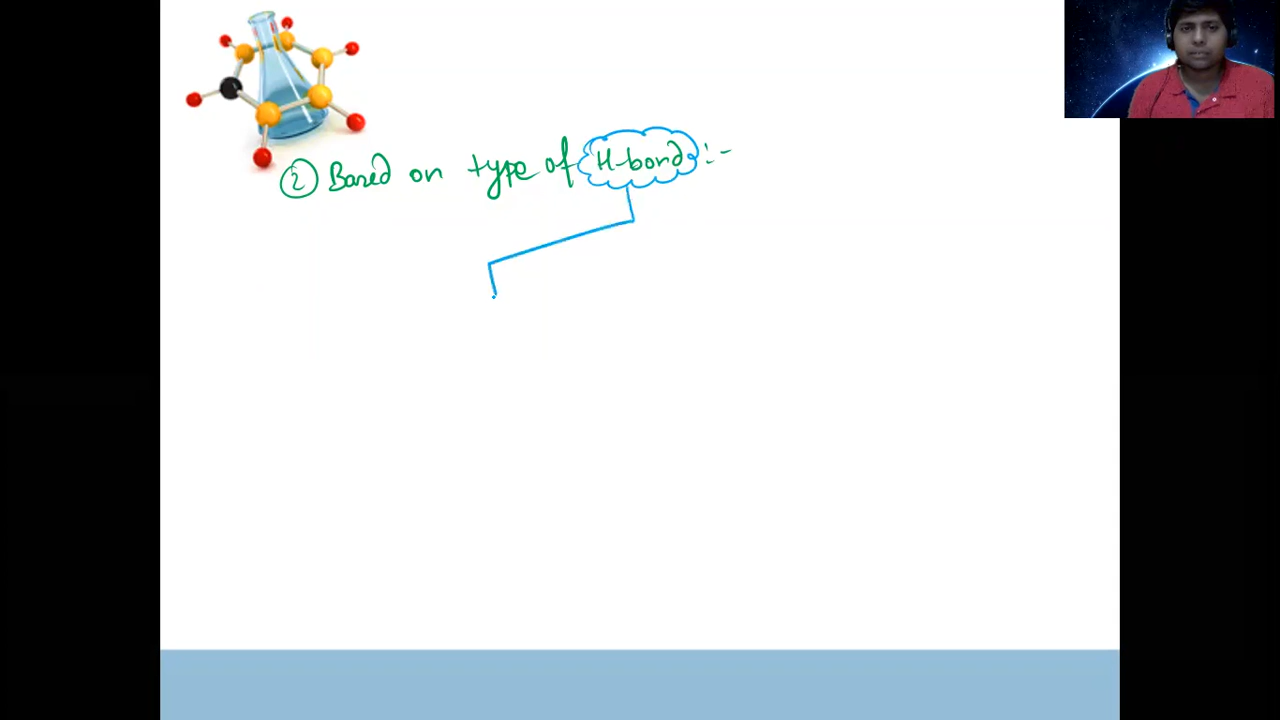 ② Based on type of H-bond :-